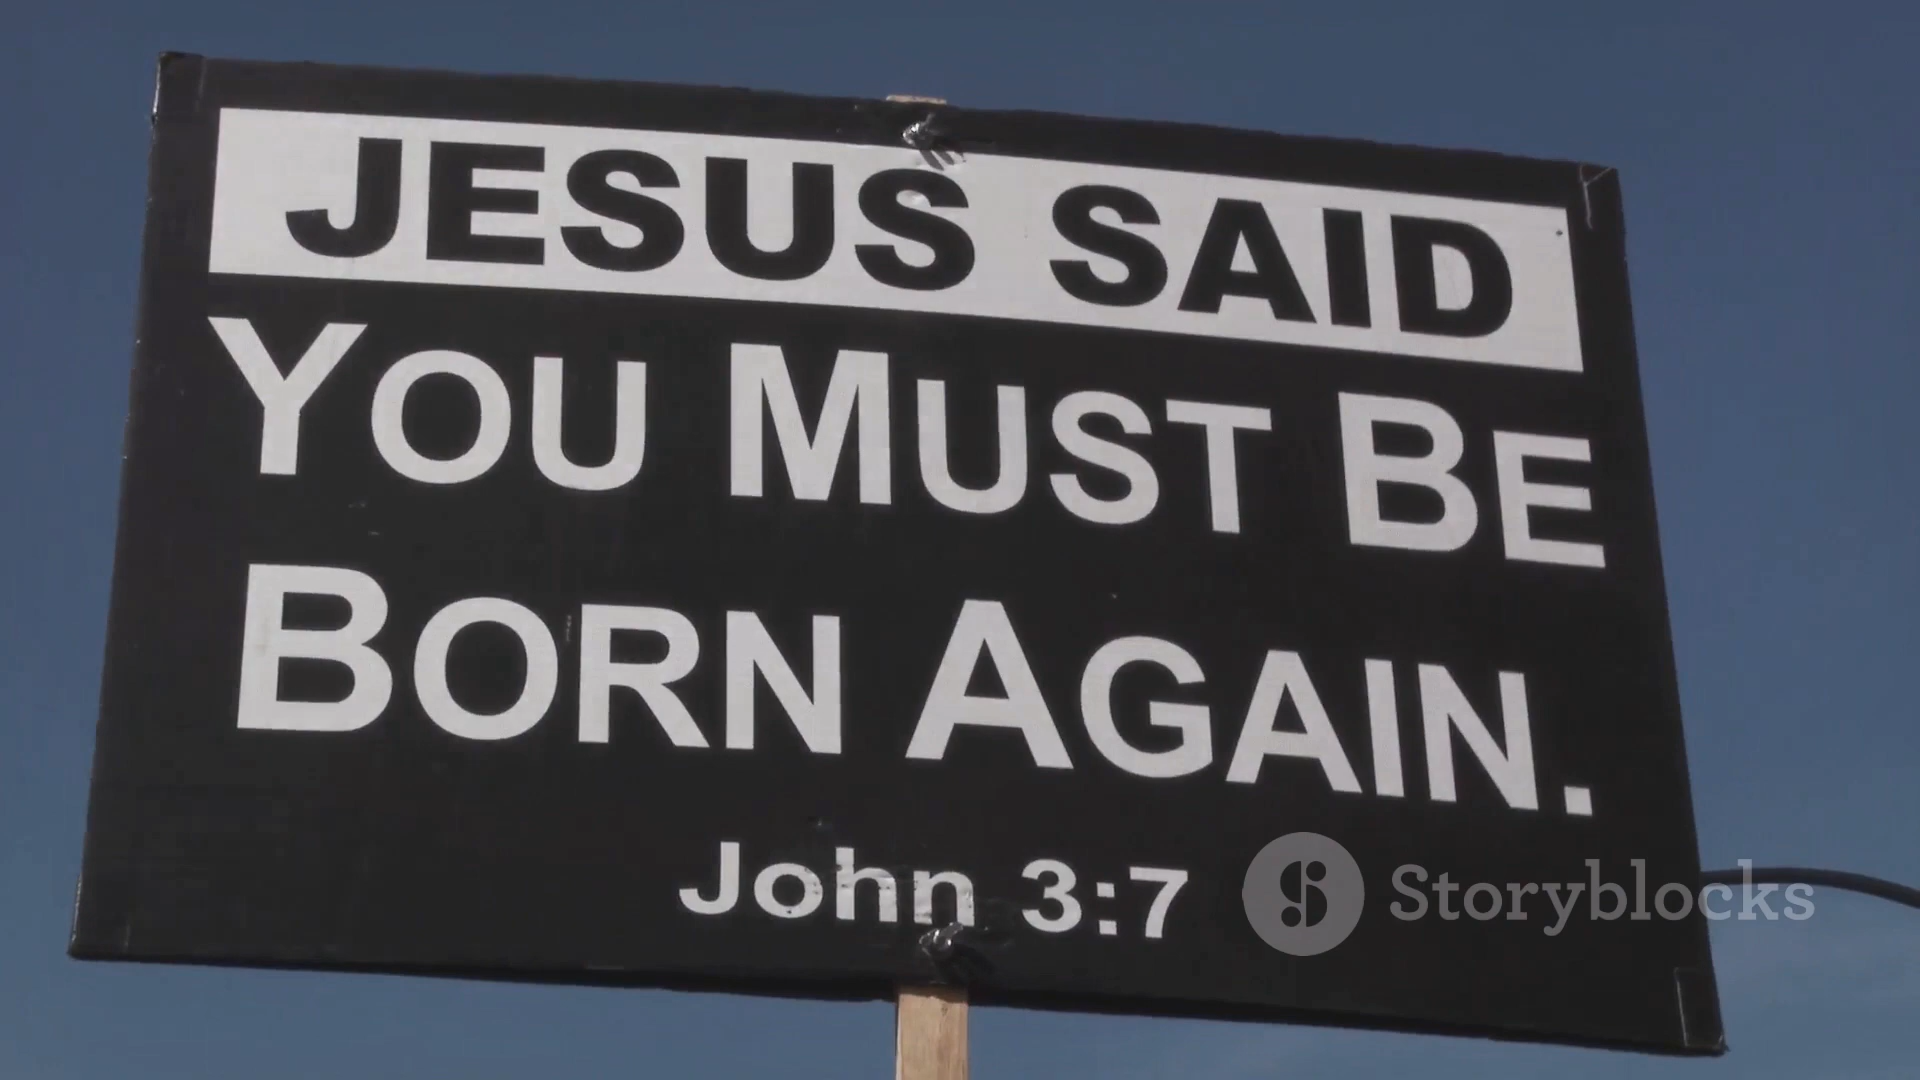 JESUS SAID
YOU MUST BE
BORN AGAIN.
John 3:7
Storyblocks